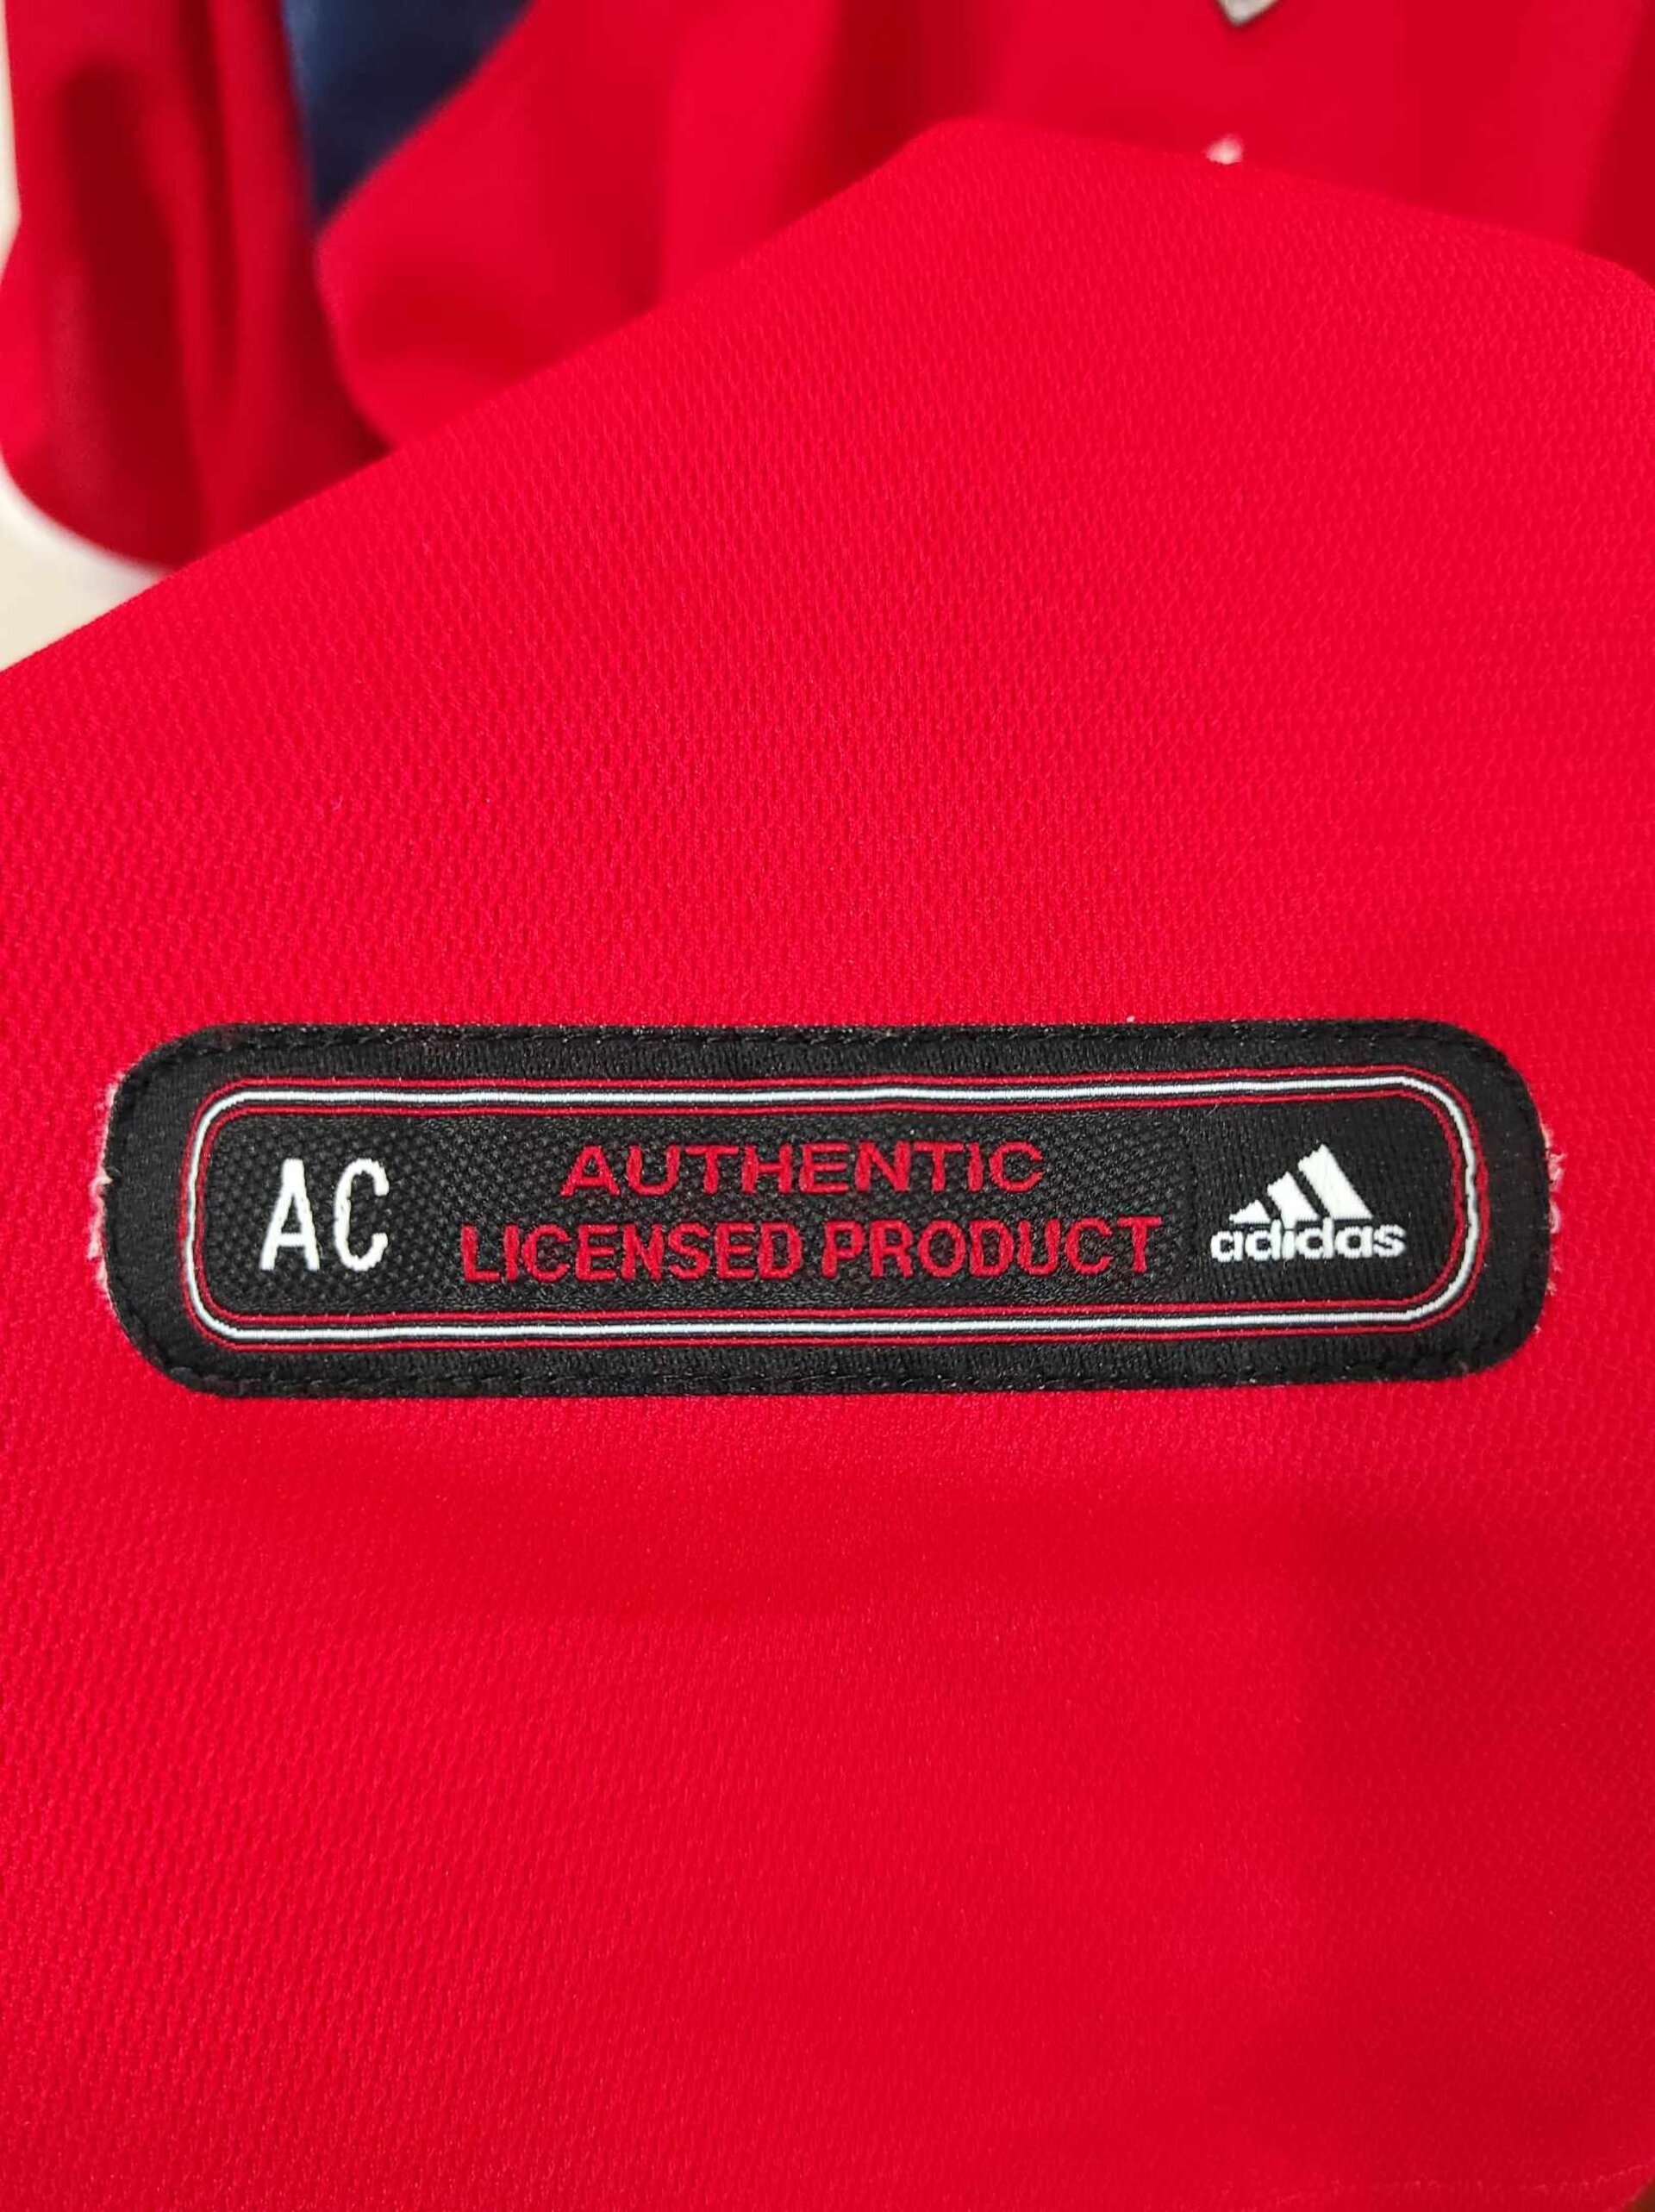 AC
AUTHENTIC
LICENSED PRODUCT
adidas